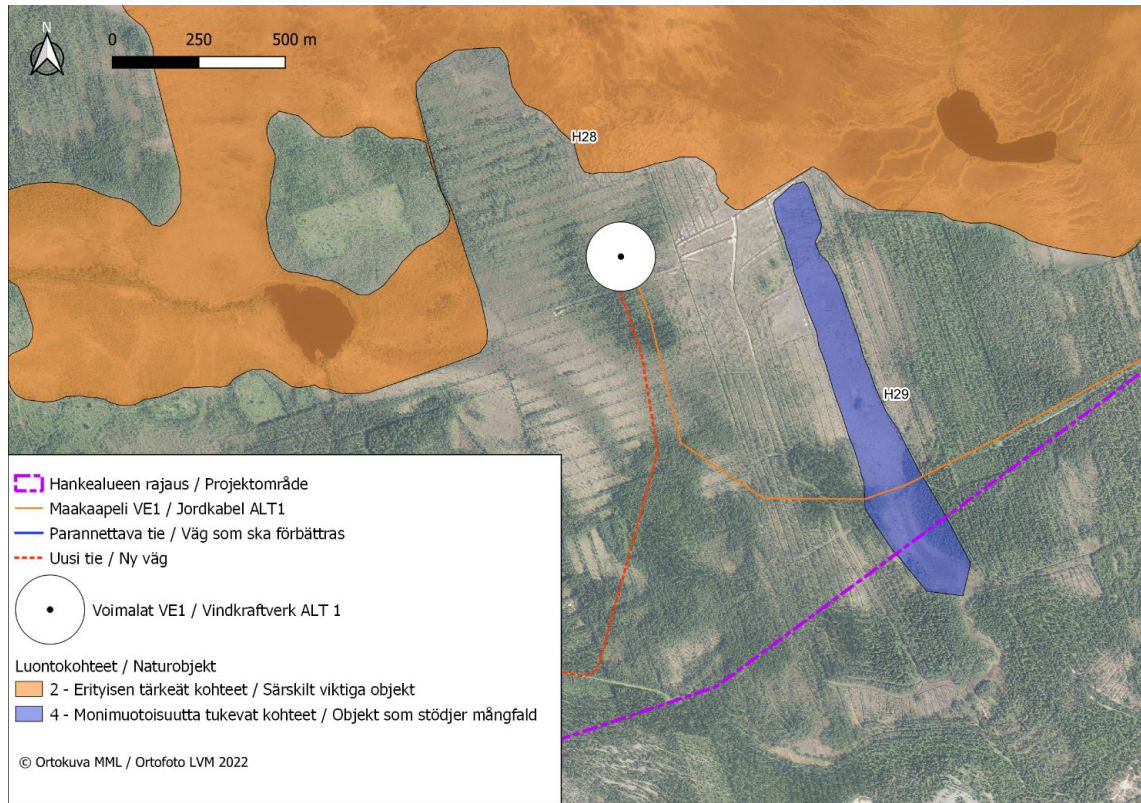 N
0 250 500 m
H28
H29
Hankealueen rajaus / Projektområde
Maakaapeli VE1 / Jordkabel ALT1
Parannettava tie / Väg som ska förbättras
Uusi tie / Ny väg
Voimalat VE1 / Vindkraftverk ALT 1
Luontokohteet / Naturobjekt
2 - Erityisen tärkeät kohteet / Särskilt viktiga objekt
4 - Monimuotoisuutta tukevat kohteet / Objekt som stödjer mångfald
© Ortokuva MML / Ortofoto LVM 2022